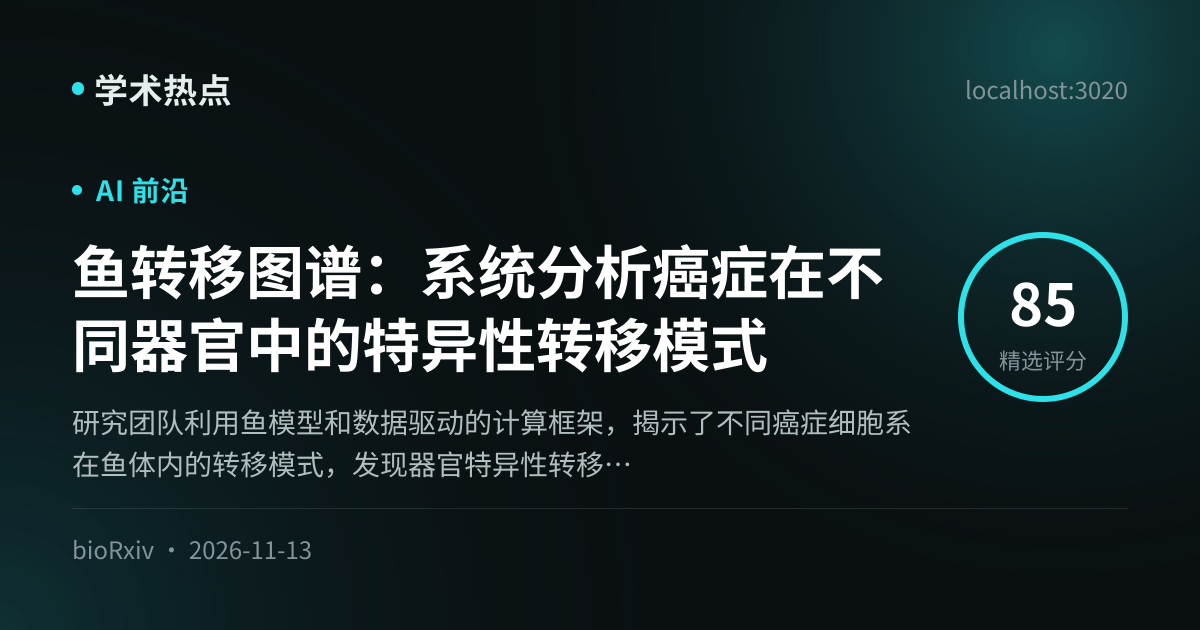 学术热点
localhost:3020
AI 前沿
鱼转移图谱：系统分析癌症在不
同器官中的特异性转移模式
85
精选评分
研究团队利用鱼模型和数据驱动的计算框架，揭示了不同癌症细胞系
在鱼体内的转移模式，发现器官特异性转移…
bioRxiv · 2026-11-13